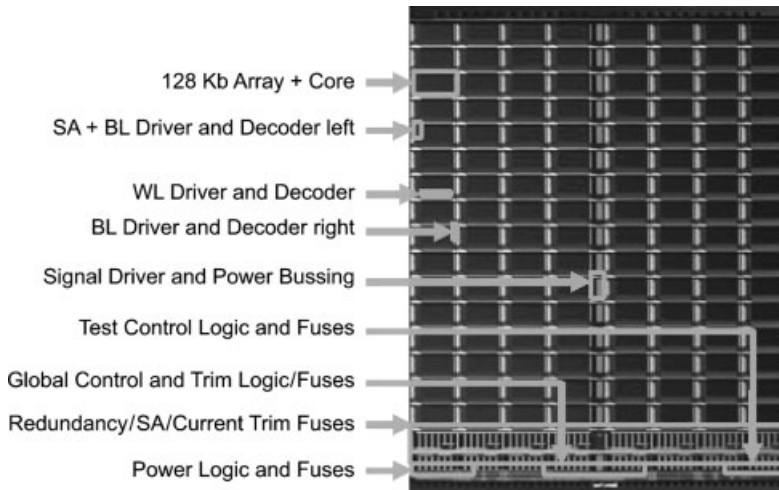 128 Kb Array + Core
SA + BL Driver and Decoder left
WL Driver and Decoder
BL Driver and Decoder right
Signal Driver and Power Bussing
Test Control Logic and Fuses
Global Control and Trim Logic/Fuses
Redundancy/SA/Current Trim Fuses
Power Logic and Fuses